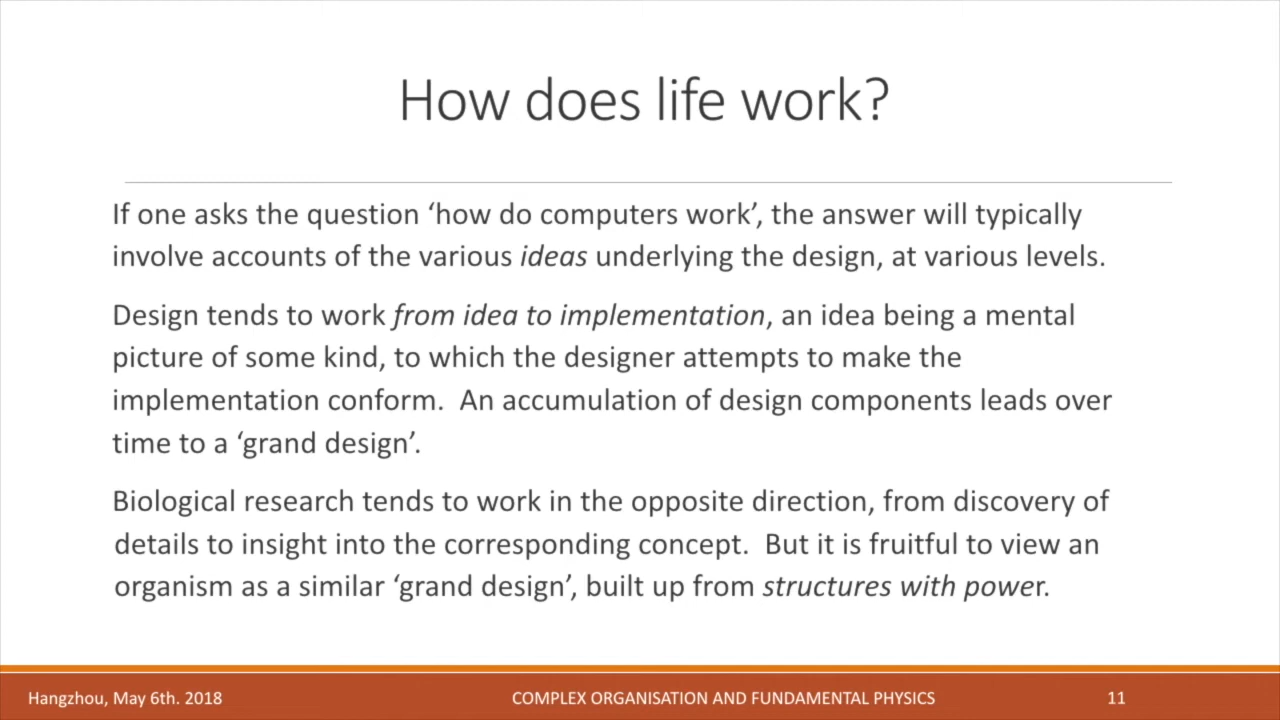 How does life work?
If one asks the question ‘how do computers work’, the answer will typically
involve accounts of the various ideas underlying the design, at various levels.
Design tends to work from idea to implementation, an idea being a mental
picture of some kind, to which the designer attempts to make the
implementation conform.  An accumulation of design components leads over
time to a ‘grand design’.
Biological research tends to work in the opposite direction, from discovery of
details to insight into the corresponding concept.  But it is fruitful to view an
organism as a similar ‘grand design’, built up from structures with power.
Hangzhou, May 6th. 2018 COMPLEX ORGANISATION AND FUNDAMENTAL PHYSICS 11